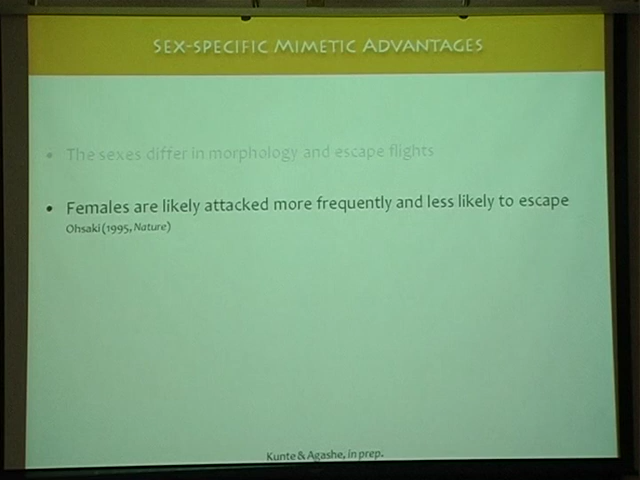 SEX-SPECIFIC MIMETIC ADVANTAGES
• The sexes differ in morphology and escape flights
• Females are likely attacked more frequently and less likely to escape
Ohsaki (1995, Nature)
Kunte & Agashe, in prep.